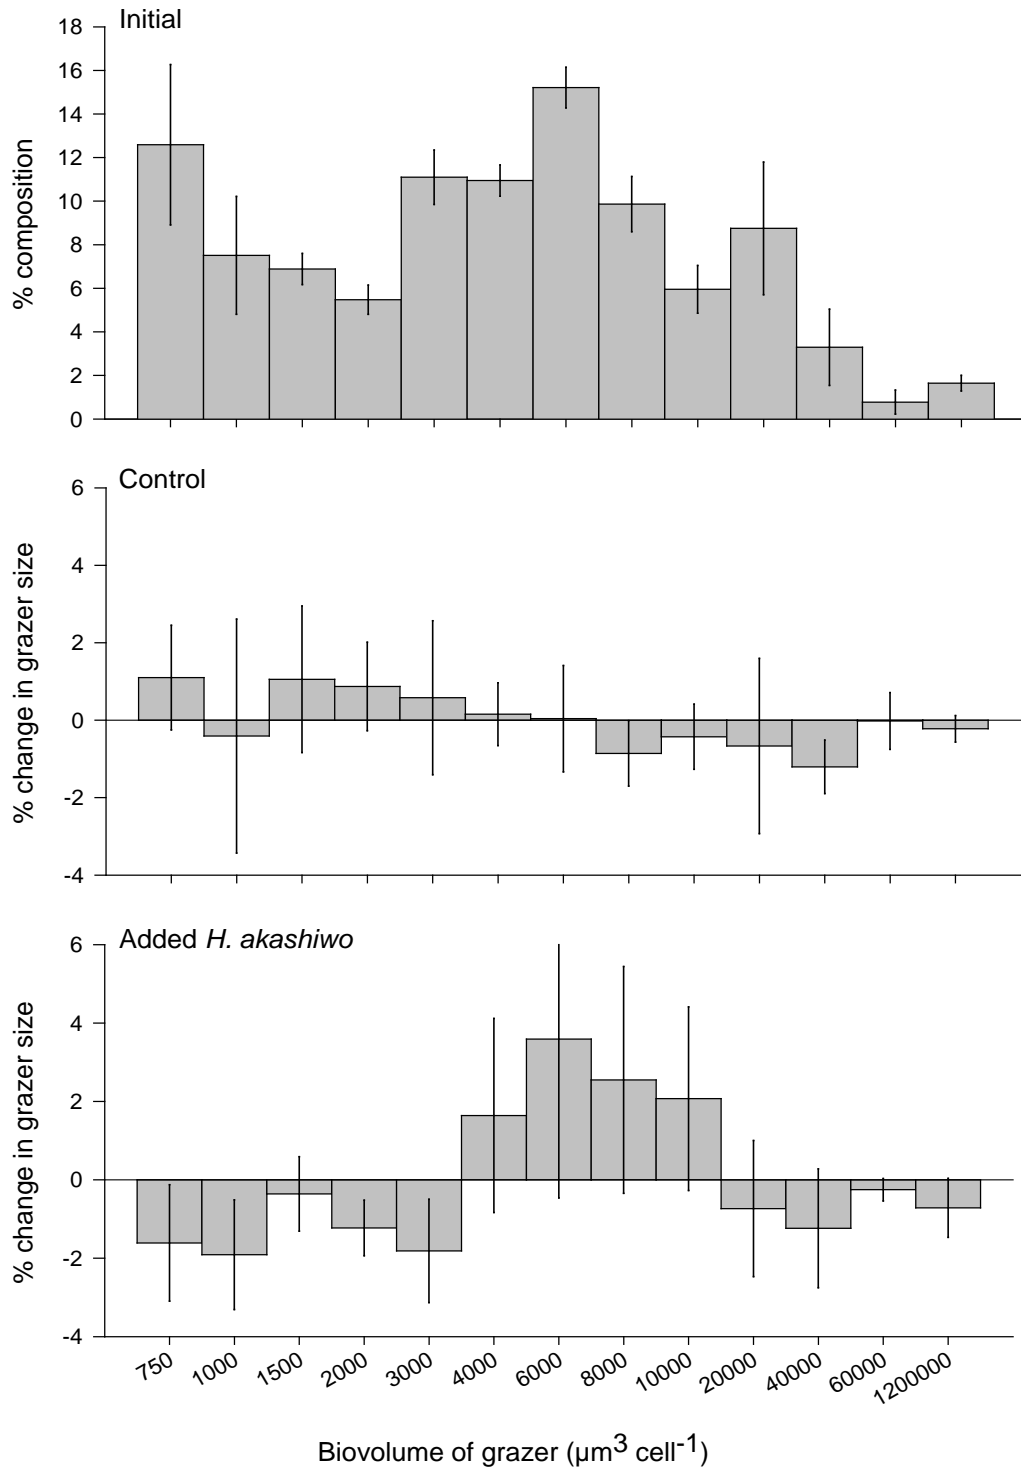 Initial
18
16
14
12
10
8
6
4
2
0
% composition
Control
6
4
2
0
-2
-4
% change in grazer size
Added H. akashiwo
6
4
2
0
-2
-4
% change in grazer size
750 1000 1500 2000 3000 4000 6000 8000 10000 20000 40000 60000 1200000
Biovolume of grazer (µm³ cell⁻¹)